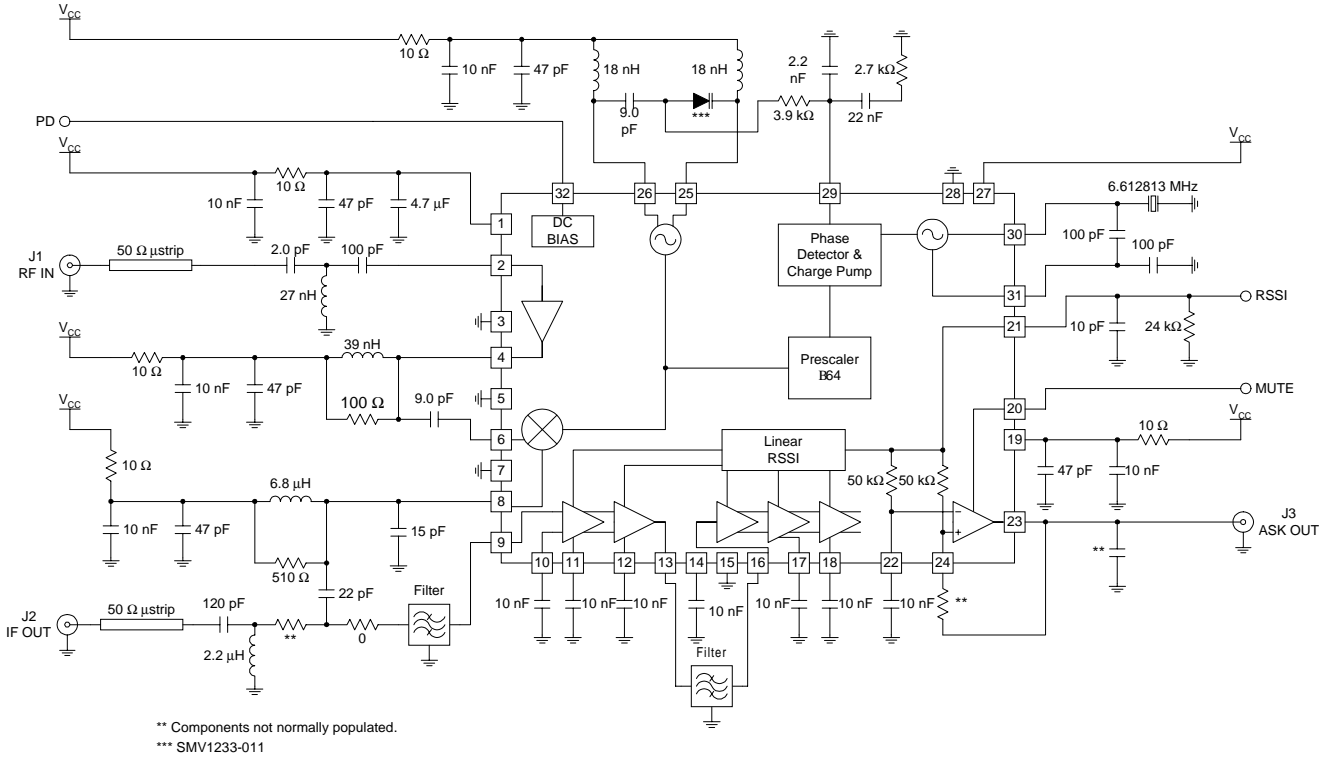 VCC
10 Ω
10 nF
47 pF
18 nH
18 nH
9.0
pF
***
3.9 kΩ
2.2
nF
2.7 kΩ
22 nF
PD
VCC
10 Ω
10 nF
47 pF
4.7 µF
VCC
32
26
25
29
28
27
6.612813 MHz
1
DC
BIAS
Phase
Detector &
Charge Pump
30
100 pF
100 pF
J1
RF IN
50 Ω µstrip
2.0 pF
100 pF
27 nH
2
3
31
RSSI
21
10 pF
24 kΩ
VCC
10 Ω
10 nF
47 pF
39 nH
100 Ω
9.0 pF
4
5
6
7
Prescaler
B64
20
MUTE
VCC
VCC
10 Ω
19
10 Ω
47 pF
10 nF
Linear
RSSI
50 kΩ
50 kΩ
6.8 µH
10 nF
47 pF
510 Ω
15 pF
8
9
−
+
23
J3
ASK OUT
**
10
11
12
13
14
15
16
17
18
22
24
22 pF
Filter
10 nF
10 nF
10 nF
10 nF
10 nF
10 nF
10 nF
**
J2
IF OUT
50 Ω µstrip
120 pF
2.2 µH
**
0
Filter
** Components not normally populated.
*** SMV1233-011